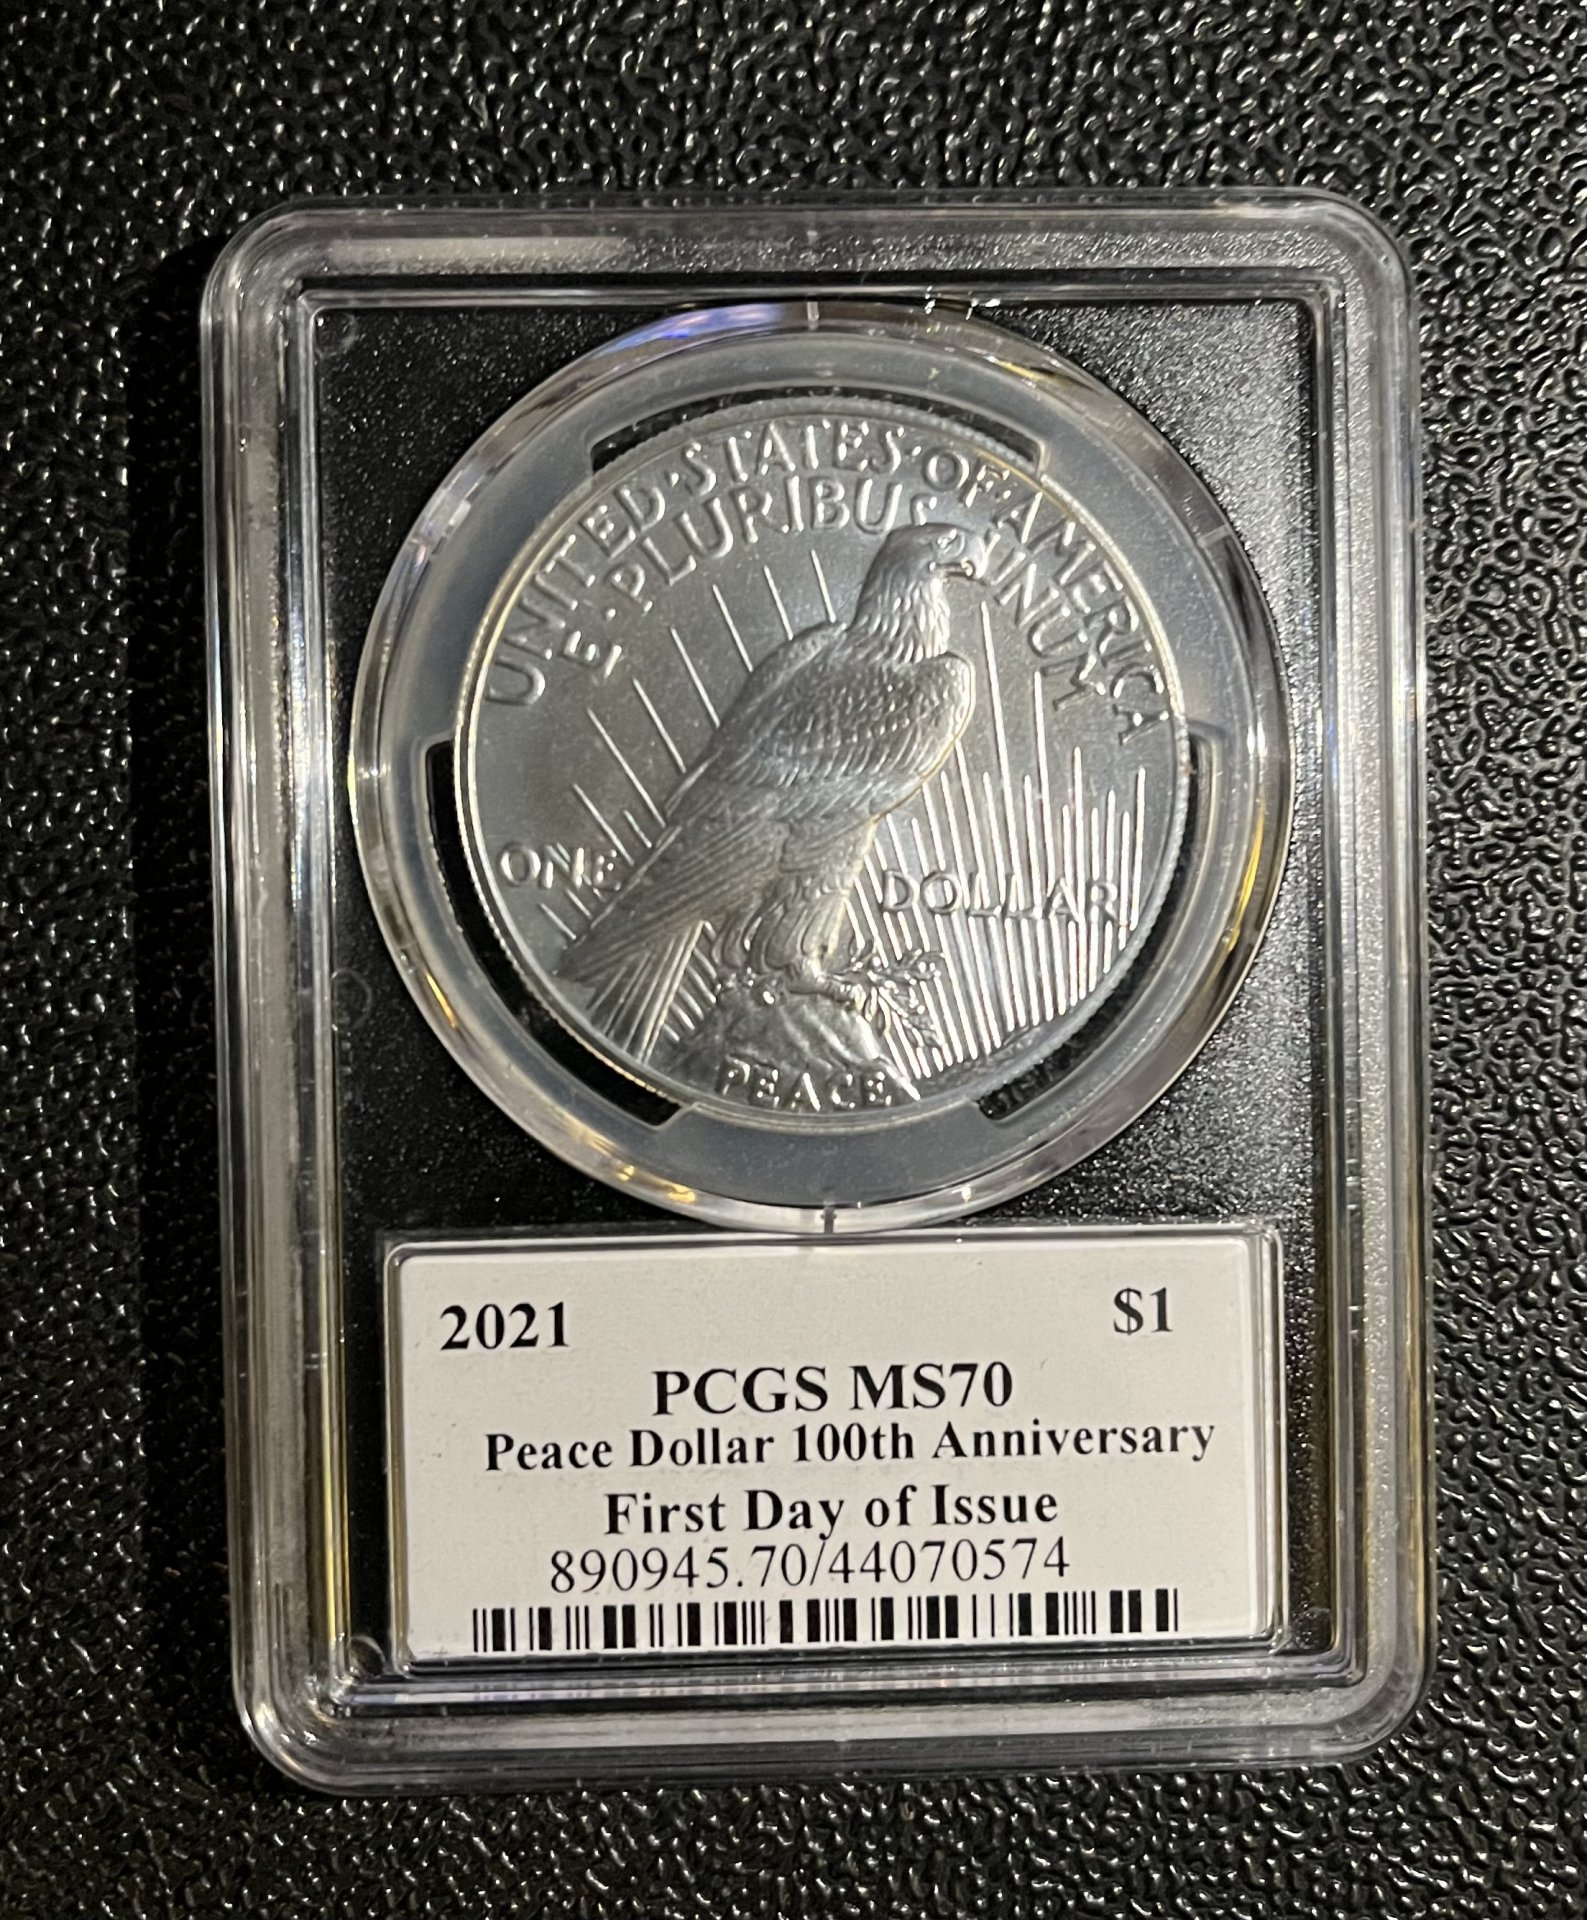 UNITED·STATES·OF·AMERICA
E·PLURIBUS UNUM
ONE DOLLAR
PEACE
2021 $1
PCGS MS70
Peace Dollar 100th Anniversary
First Day of Issue
890945.70/44070574